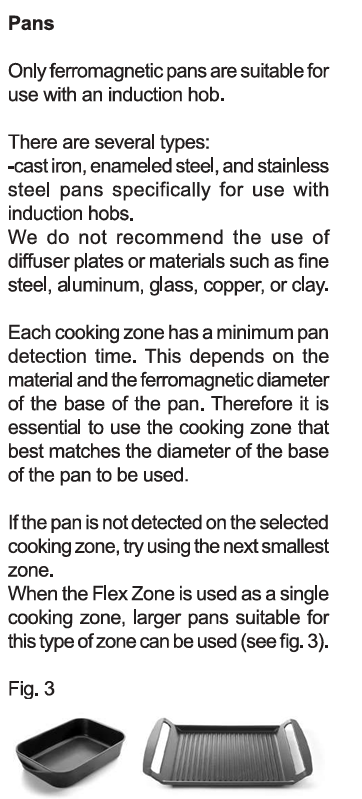 Pans
Only ferromagnetic pans are suitable for
use with an induction hob.
There are several types:
-cast iron, enameled steel, and stainless
steel pans specifically for use with
induction hobs.
We do not recommend the use of
diffuser plates or materials such as fine
steel, aluminum, glass, copper, or clay.
Each cooking zone has a minimum pan
detection time. This depends on the
material and the ferromagnetic diameter
of the base of the pan. Therefore it is
essential to use the cooking zone that
best matches the diameter of the base
of the pan to be used.
If the pan is not detected on the selected
cooking zone, try using the next smallest
zone.
When the Flex Zone is used as a single
cooking zone, larger pans suitable for
this type of zone can be used (see fig. 3).
Fig. 3